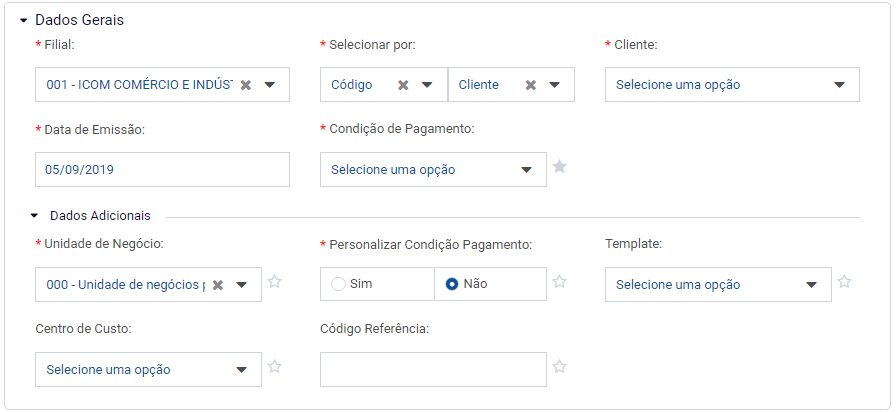 Dados Gerais
* Filial: * Selecionar por: * Cliente:
001 - ICOM COMÉRCIO E INDÚS Código Cliente Selecione uma opção
* Data de Emissão: * Condição de Pagamento:
05/09/2019 Selecione uma opção
Dados Adicionais
* Unidade de Negócio: * Personalizar Condição Pagamento: Template:
000 - Unidade de negócios Sim Não Selecione uma opção
Centro de Custo: Código Referência:
Selecione uma opção